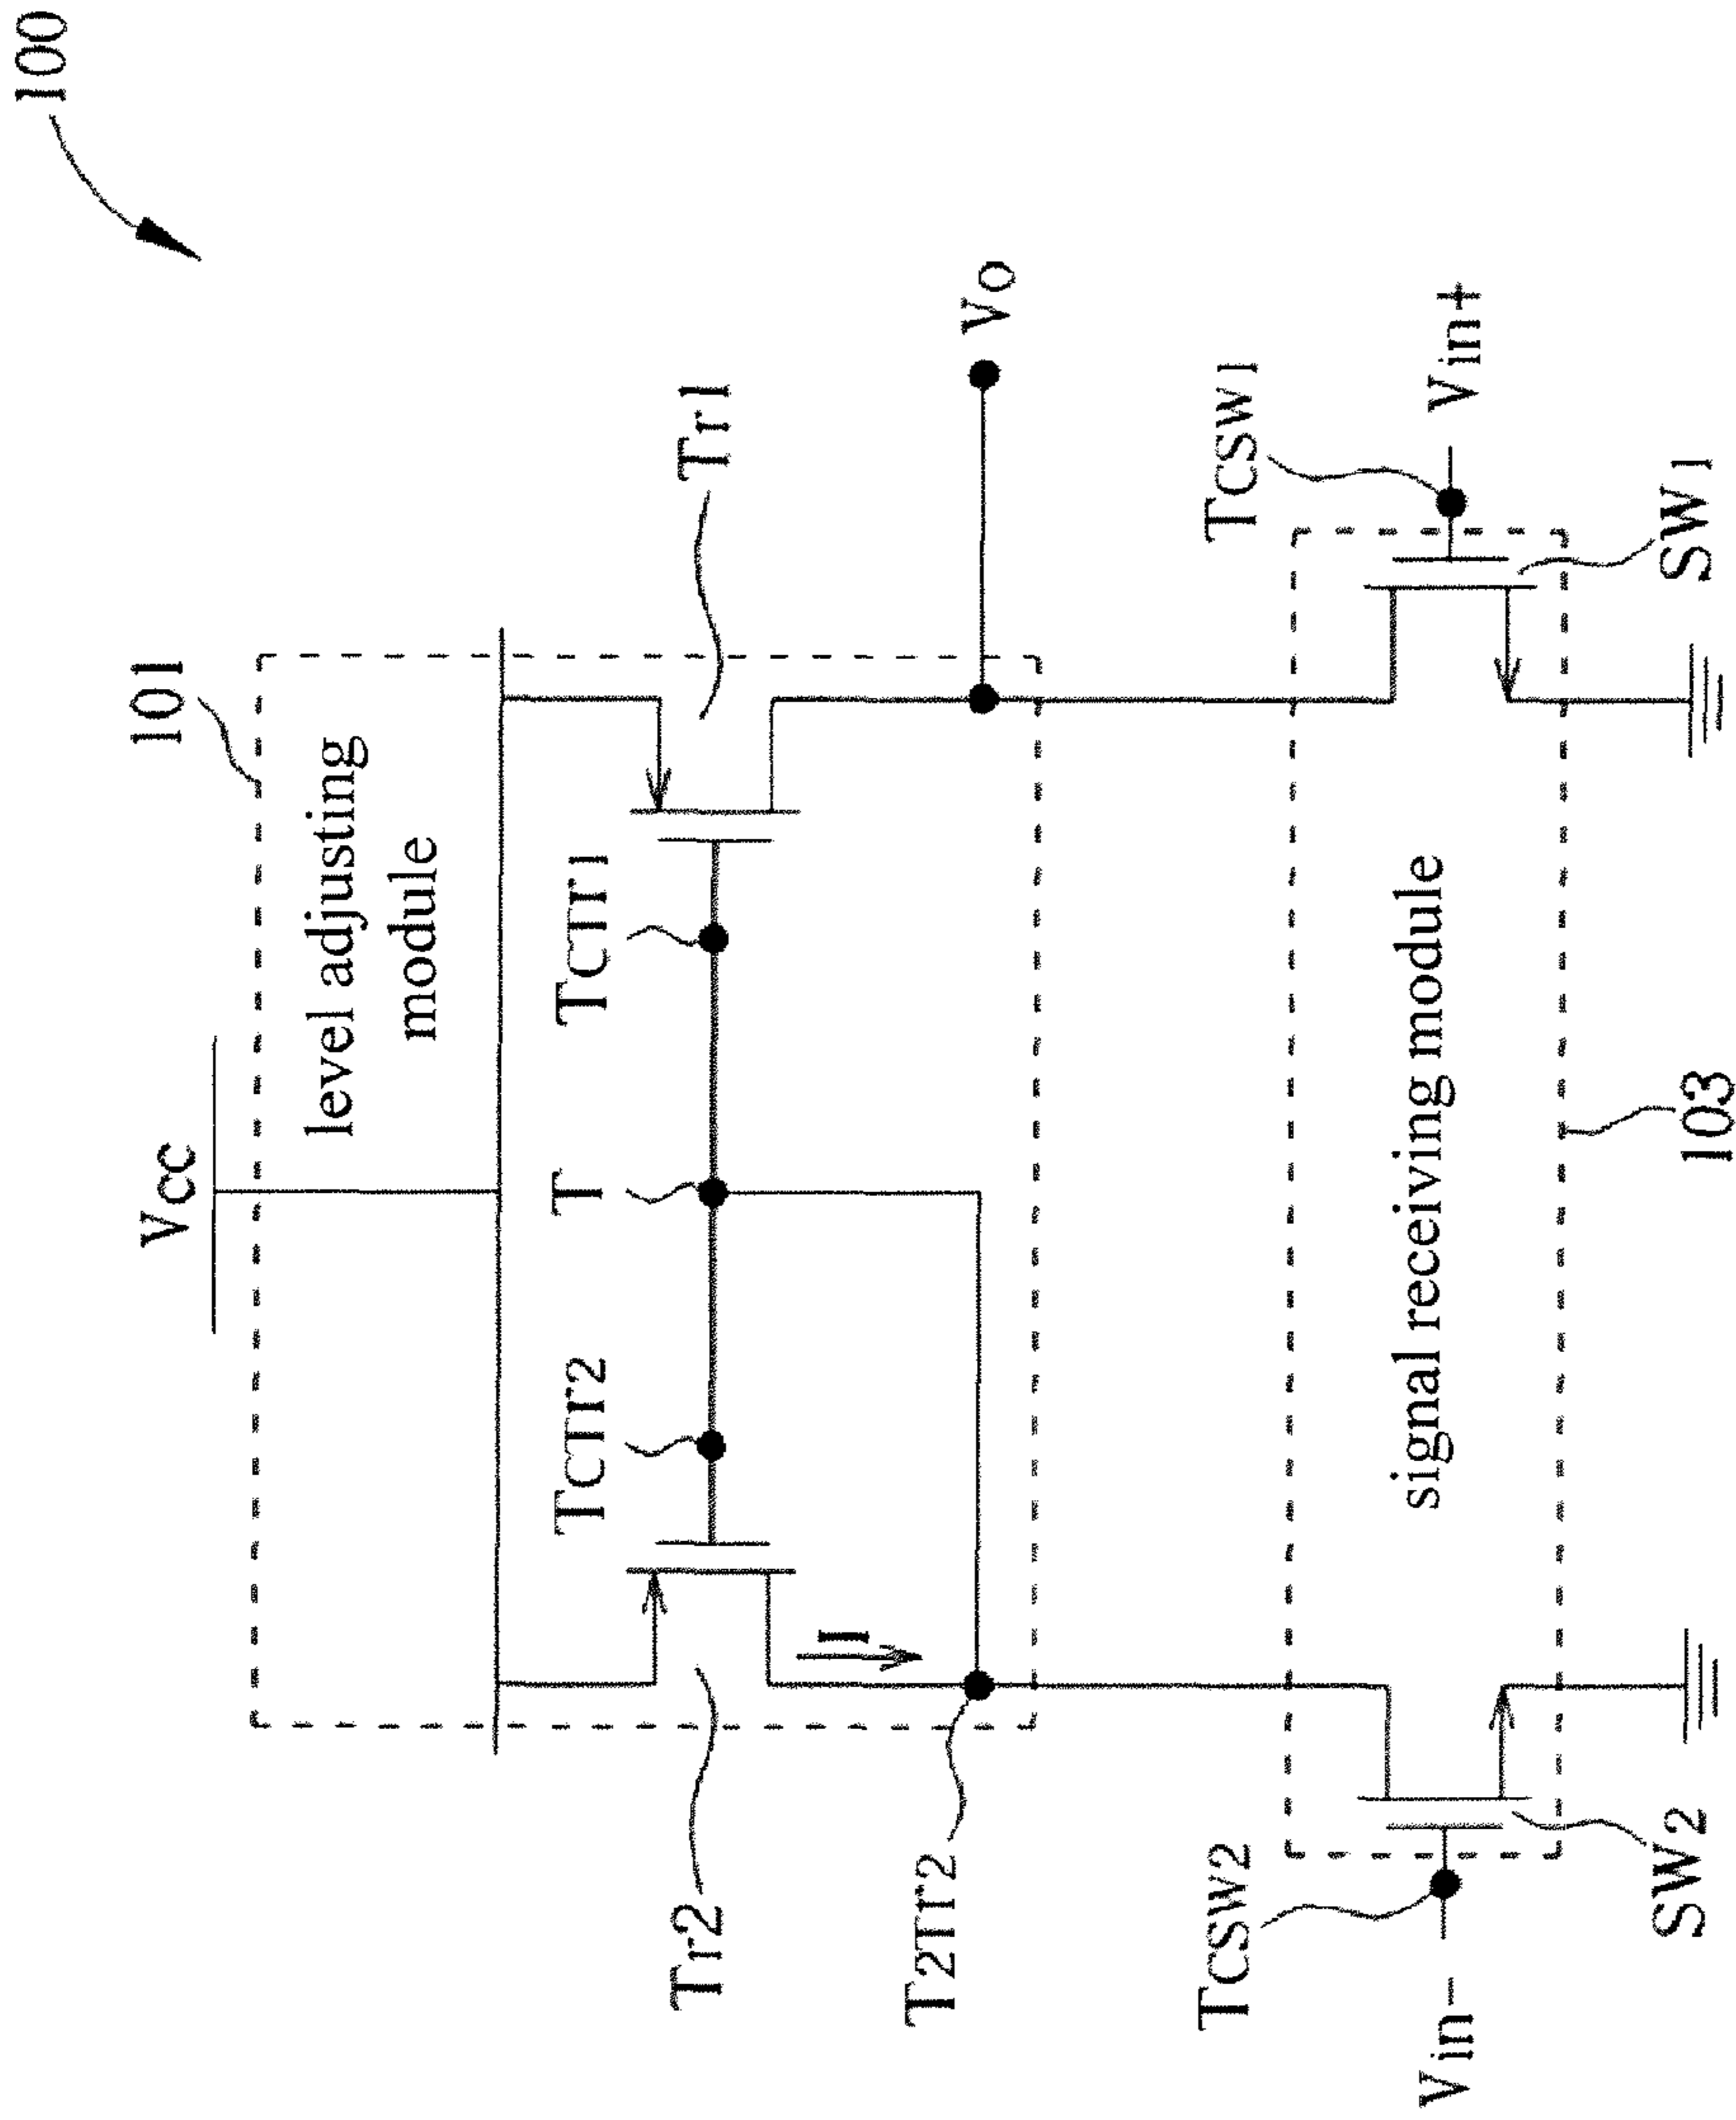 100
Vcc
101
level adjusting
module
Tr2
TCTr2
T
TCTr1
Tr1
I
T2Tr2
Vo
TCSW2
TCSW1
Vin-
signal receiving module
Vin+
SW2
103
SW1